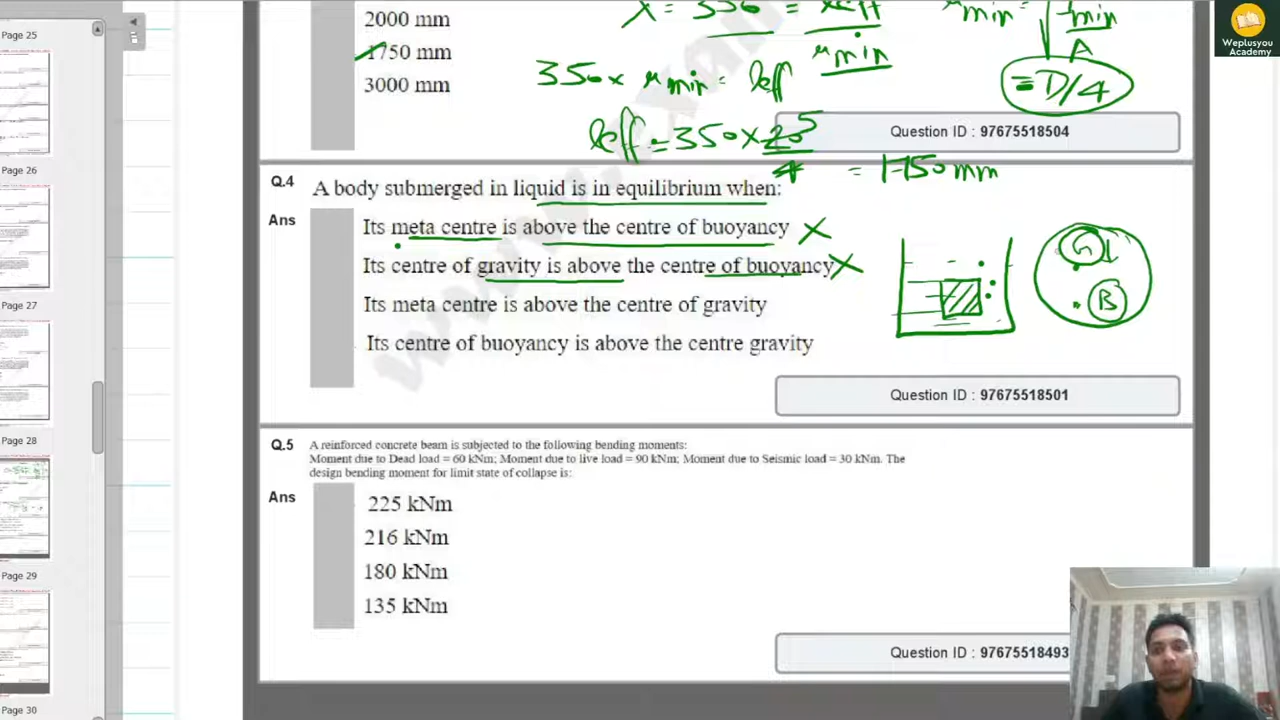 Page 25
Page 26
Page 27
Page 28
Page 29
Page 30
2000 mm
1750 mm
3000 mm
350 × rmin = leff
leff = 350 × 20 5
4
= 1750 mm
rmin =
A
= D/4
Question ID : 97675518504
Q.4 A body submerged in liquid is in equilibrium when:
Ans Its meta centre is above the centre of buoyancy ×
Its centre of gravity is above the centre of buoyancy ×
Its meta centre is above the centre of gravity
Its centre of buoyancy is above the centre gravity
G
B
Question ID : 97675518501
Q.5 A reinforced concrete beam is subjected to the following bending moments:
Moment due to Dead load = 60 kNm; Moment due to live load = 90 kNm; Moment due to Seismic load = 30 kNm. The
design bending moment for limit state of collapse is:
Ans 225 kNm
216 kNm
180 kNm
135 kNm
Question ID : 97675518493
Weplusyou
Academy